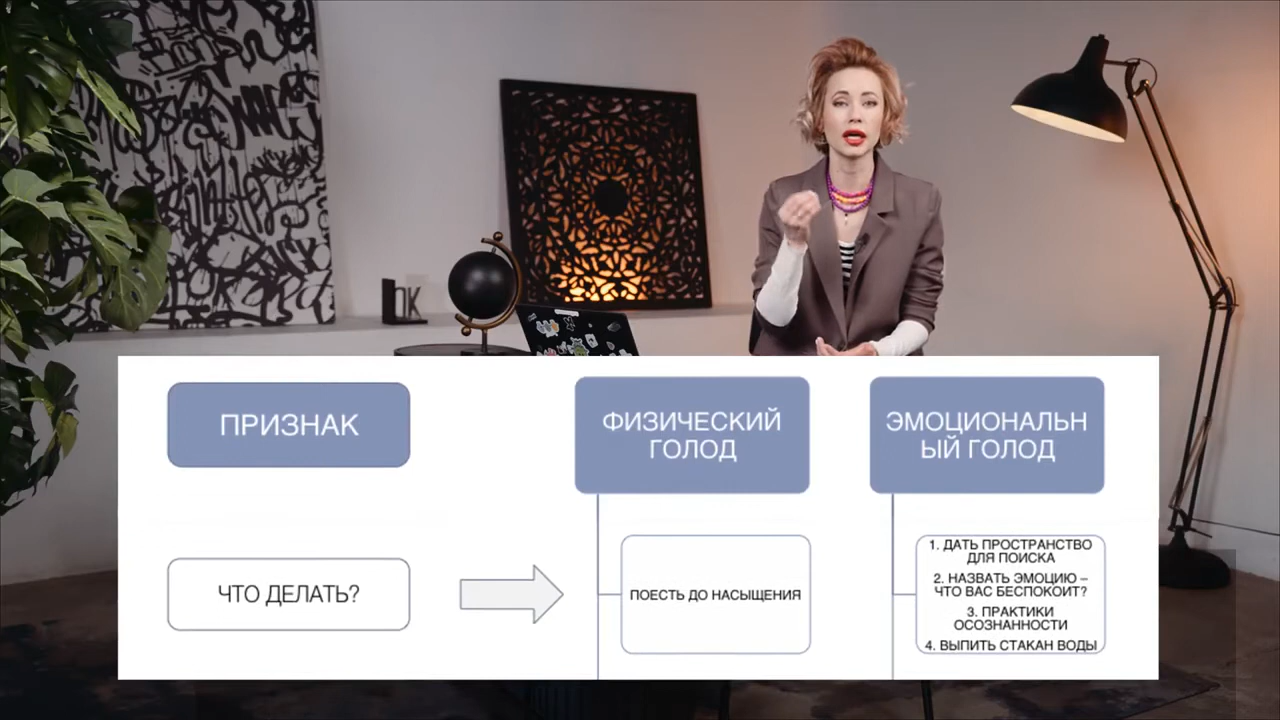 ПРИЗНАК
ФИЗИЧЕСКИЙ
ГОЛОД
ЭМОЦИОНАЛЬН
ЫЙ ГОЛОД
ЧТО ДЕЛАТЬ?
ПОЕСТЬ ДО НАСЫЩЕНИЯ
1. ДАТЬ ПРОСТРАНСТВО
ДЛЯ ПОИСКА
2. НАЗВАТЬ ЭМОЦИЮ –
ЧТО ВАС БЕСПОКОИТ?
3. ПРАКТИКИ
ОСОЗНАННОСТИ
4. ВЫПИТЬ СТАКАН ВОДЫ